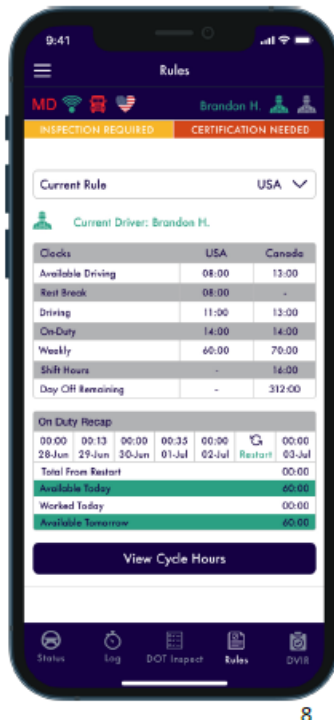 9:41
Rules
MD Brandon H.
INSPECTION REQUIRED CERTIFICATION NEEDED
Current Rule USA
Current Driver: Brandon H.
Clocks USA Canada
Available Driving 08:00 13:00
Rest Break 08:00 -
Driving 11:00 13:00
On-Duty 14:00 14:00
Weekly 60:00 70:00
Shift Hours - 16:00
Day Off Remaining - 312:00
On Duty Recap
00:00 00:13 00:00 00:35 00:00 00:00
28-Jun 29-Jun 30-Jun 01-Jul 02-Jul Restart 03-Jul
Total From Restart 00:00
Available Today 60:00
Worked Today 00:00
Available Tomorrow 60:00
View Cycle Hours
Status Log DOT Inspect Rules DVIR
8